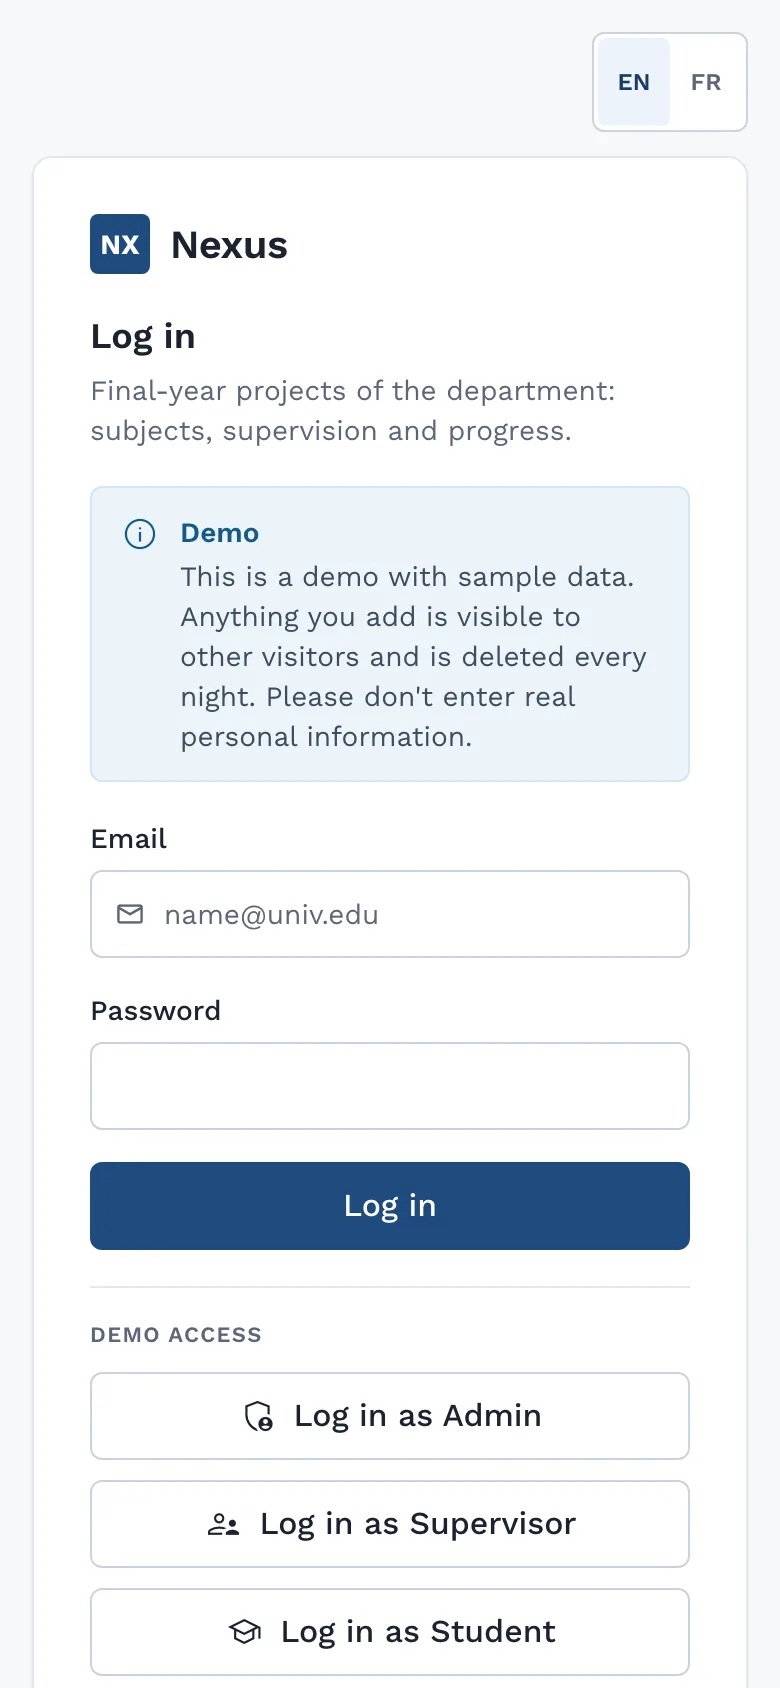 EN FR
NX Nexus
Log in
Final-year projects of the department:
subjects, supervision and progress.
Demo
This is a demo with sample data.
Anything you add is visible to
other visitors and is deleted every
night. Please don't enter real
personal information.
Email
name@univ.edu
Password
Log in
DEMO ACCESS
Log in as Admin
Log in as Supervisor
Log in as Student